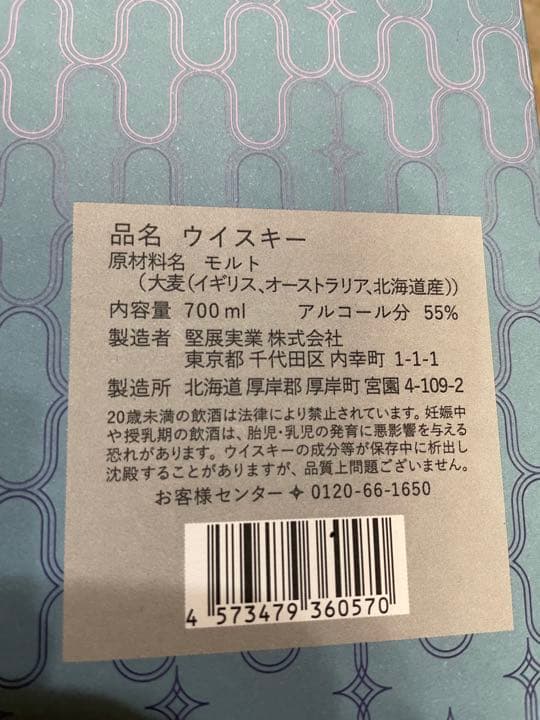 品名 ウイスキー
原材料名 モルト
(大麦(イギリス、オーストラリア、北海道産))
内容量 700ml アルコール分 55%
製造者 堅展実業 株式会社
東京都 千代田区 内幸町 1-1-1
製造所 北海道 厚岸郡 厚岸町 宮園 4-109-2
20歳未満の飲酒は法律により禁止されています。妊娠中
や授乳期の飲酒は、胎児・乳児の発育に悪影響を与える
恐れがあります。ウイスキーの成分等が保存中に析出し
沈殿することがありますが、品質上問題ございません。
お客様センター ✧ 0120-66-1650
4 573479 360570